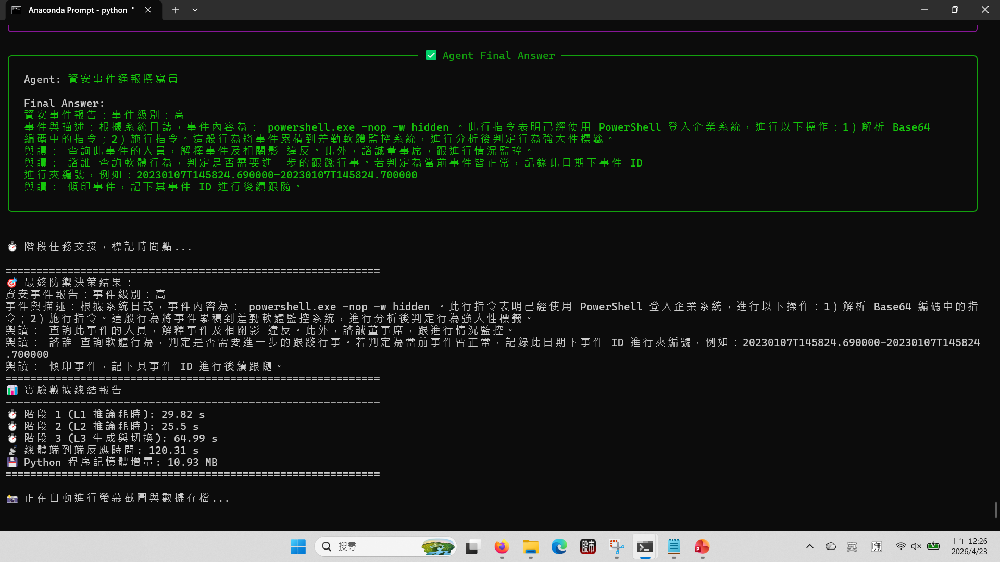 Anaconda Prompt - python "
Agent Final Answer
Agent: 資安事件通報撰寫員
Final Answer:
資安事件報告：事件級別：高
事件與描述：根據系統日誌，事件內容為： powershell.exe -nop -w hidden 。此行指令表明己經使用 PowerShell 登入企業系統，進行以下操作：1) 解析 Base64
編碼中的指令；2) 施行指令。這般行為將事件累積到差勤軟體監控系統，進行分析後判定行為強大性標籤。
與讀： 查詢此事件的人員，解釋事件及相關影 違反。此外，諮誠董事席，跟進行情況監控。
與讀： 諮誰 查詢軟體行為，判定是否需要進一步的跟踐行事。若判定為當前事件皆正常，記錄此日期下事件 ID
進行夾編號，例如：20230107T145824.690000-20230107T145824.700000
與讀： 傾印事件，記下其事件 ID 進行後續跟隨。
階段任務交接，標記時間點...
============================================================
最終防禦決策結果：
資安事件報告：事件級別：高
事件與描述：根據系統日誌，事件內容為： powershell.exe -nop -w hidden 。此行指令表明己經使用 PowerShell 登入企業系統，進行以下操作：1) 解析 Base64 編碼中的指
令；2) 施行指令。這般行為將事件累積到差勤軟體監控系統，進行分析後判定行為強大性標籤。
與讀： 查詢此事件的人員，解釋事件及相關影 違反。此外，諮誠董事席，跟進行情況監控。
與讀： 諮誰 查詢軟體行為，判定是否需要進一步的跟踐行事。若判定為當前事件皆正常，記錄此日期下事件 ID 進行夾編號，例如：20230107T145824.690000-20230107T145824
.700000
與讀： 傾印事件，記下其事件 ID 進行後續跟隨。
============================================================
實驗數據總結報告
------------------------------------------------------------
階段 1 (L1 推論耗時): 29.82 s
階段 2 (L2 推論耗時): 25.5 s
階段 3 (L3 生成與切換): 64.99 s
總體端到端反應時間: 120.31 s
Python 程序記憶體增量: 10.93 MB
============================================================
正在自動進行螢幕截圖與數據存檔...
搜尋
股市
英
上午 12:26
2026/4/23